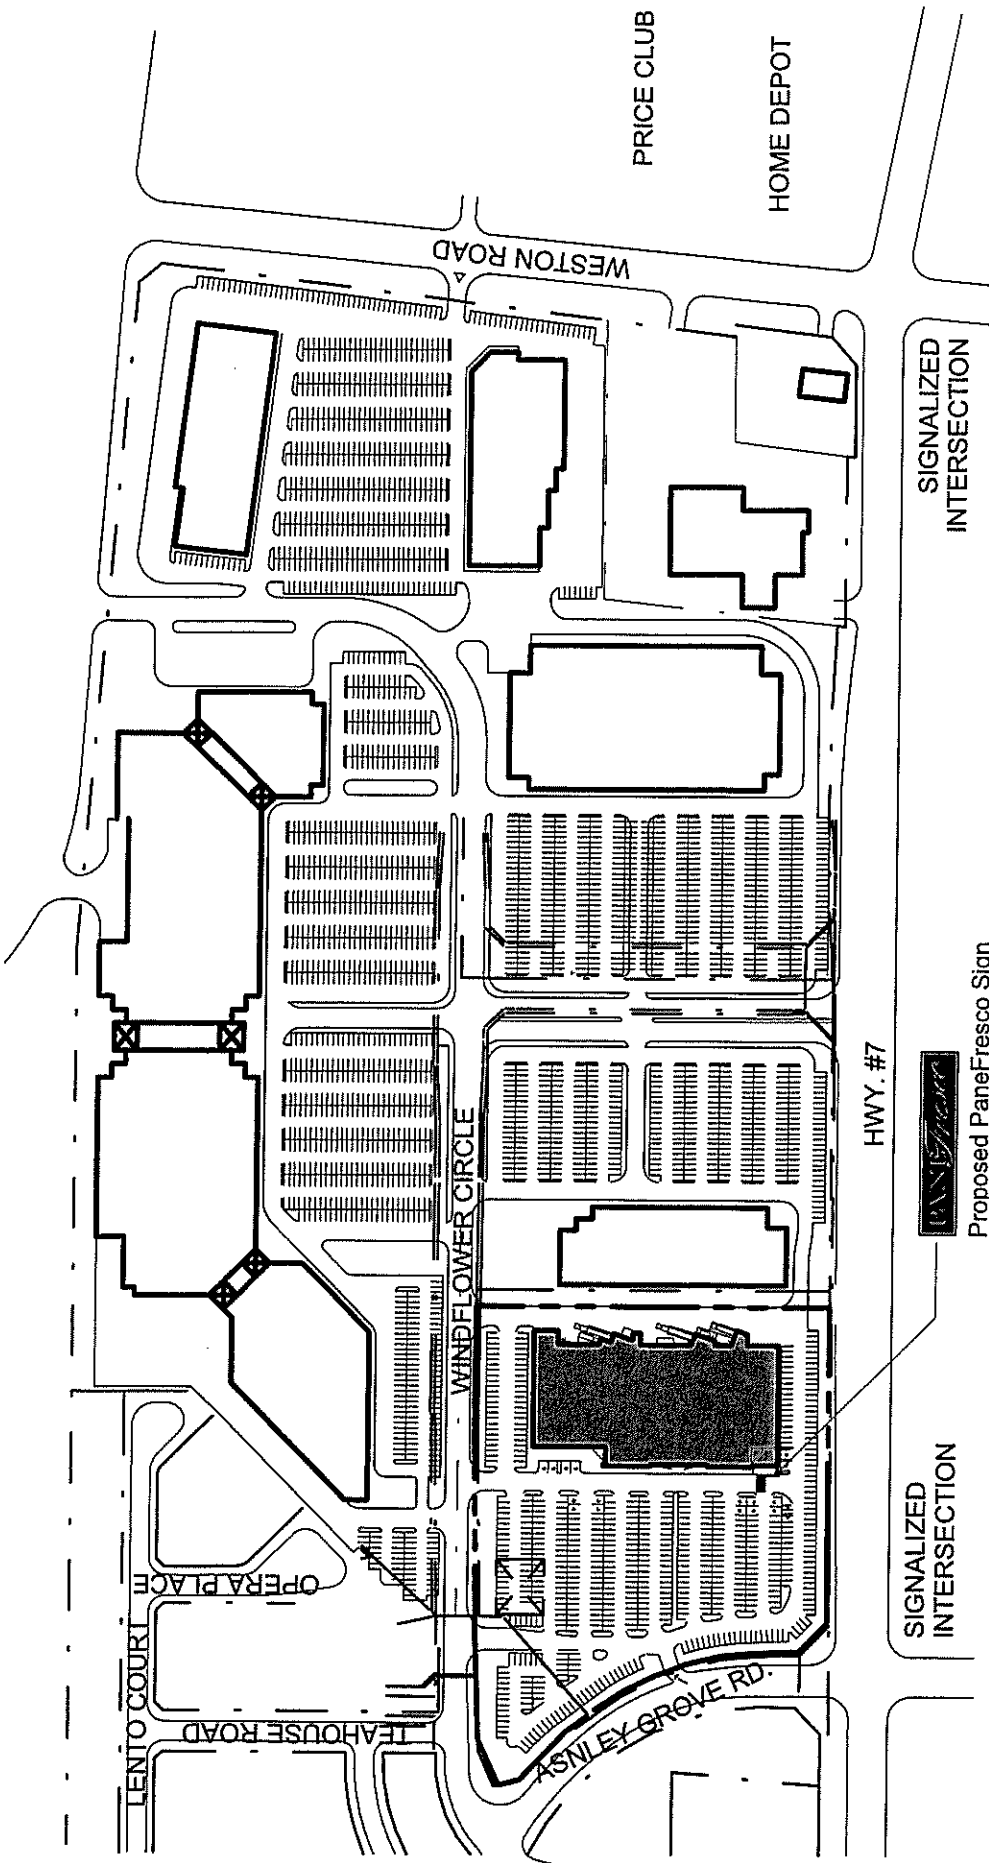 PRICE CLUB
HOME DEPOT
WESTON ROAD
SIGNALIZED
INTERSECTION
HWY. #7
WINDFLOWER CIRCLE
PANEfresco
Proposed PaneFresco Sign
SIGNALIZED
INTERSECTION
OPERA PLACE
LENTO COURT
TEAHOUSE ROAD
ASNLEY GROVE RD.